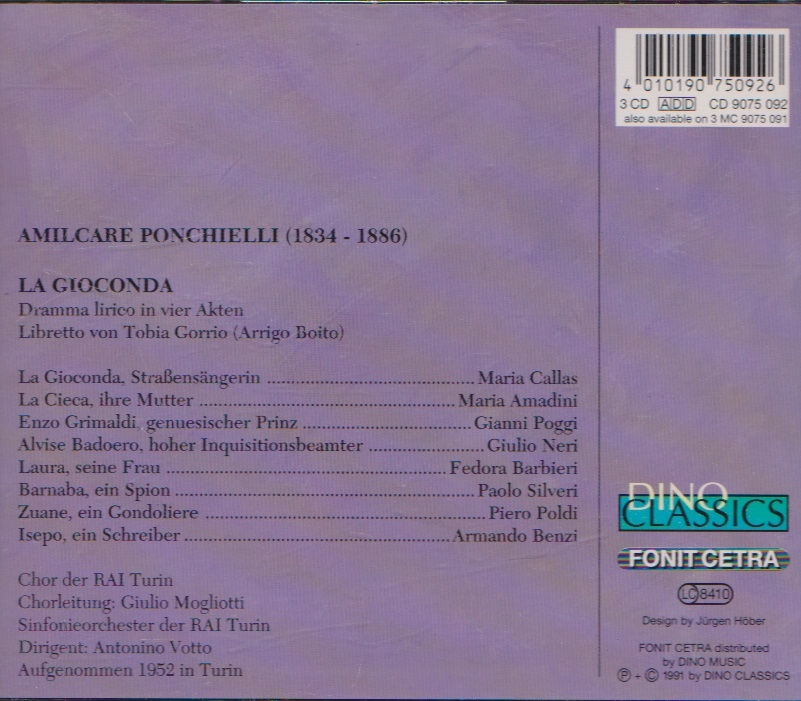 4 010190 750926
3 CD ADD CD 9075 092
also available on 3 MC 9075 091
AMILCARE PONCHIELLI (1834 - 1886)
LA GIOCONDA
Dramma lirico in vier Akten
Libretto von Tobia Gorrio (Arrigo Boito)
La Gioconda, Straßensängerin ........ Maria Callas
La Cieca, ihre Mutter ........ Maria Amadini
Enzo Grimaldi, genuesischer Prinz ........ Gianni Poggi
Alvise Badoero, hoher Inquisitionsbeamter ........ Giulio Neri
Laura, seine Frau ........ Fedora Barbieri
Barnaba, ein Spion ........ Paolo Silveri
Zuane, ein Gondoliere ........ Piero Poldi
Isepo, ein Schreiber ........ Armando Benzi
Chor der RAI Turin
Chorleitung: Giulio Mogliotti
Sinfonieorchester der RAI Turin
Dirigent: Antonino Votto
Aufgenommen 1952 in Turin
DINO
CLASSICS
FONIT CETRA
LC 8410
Design by Jürgen Höber
FONIT CETRA distributed
by DINO MUSIC
Ⓟ + © 1991 by DINO CLASSICS